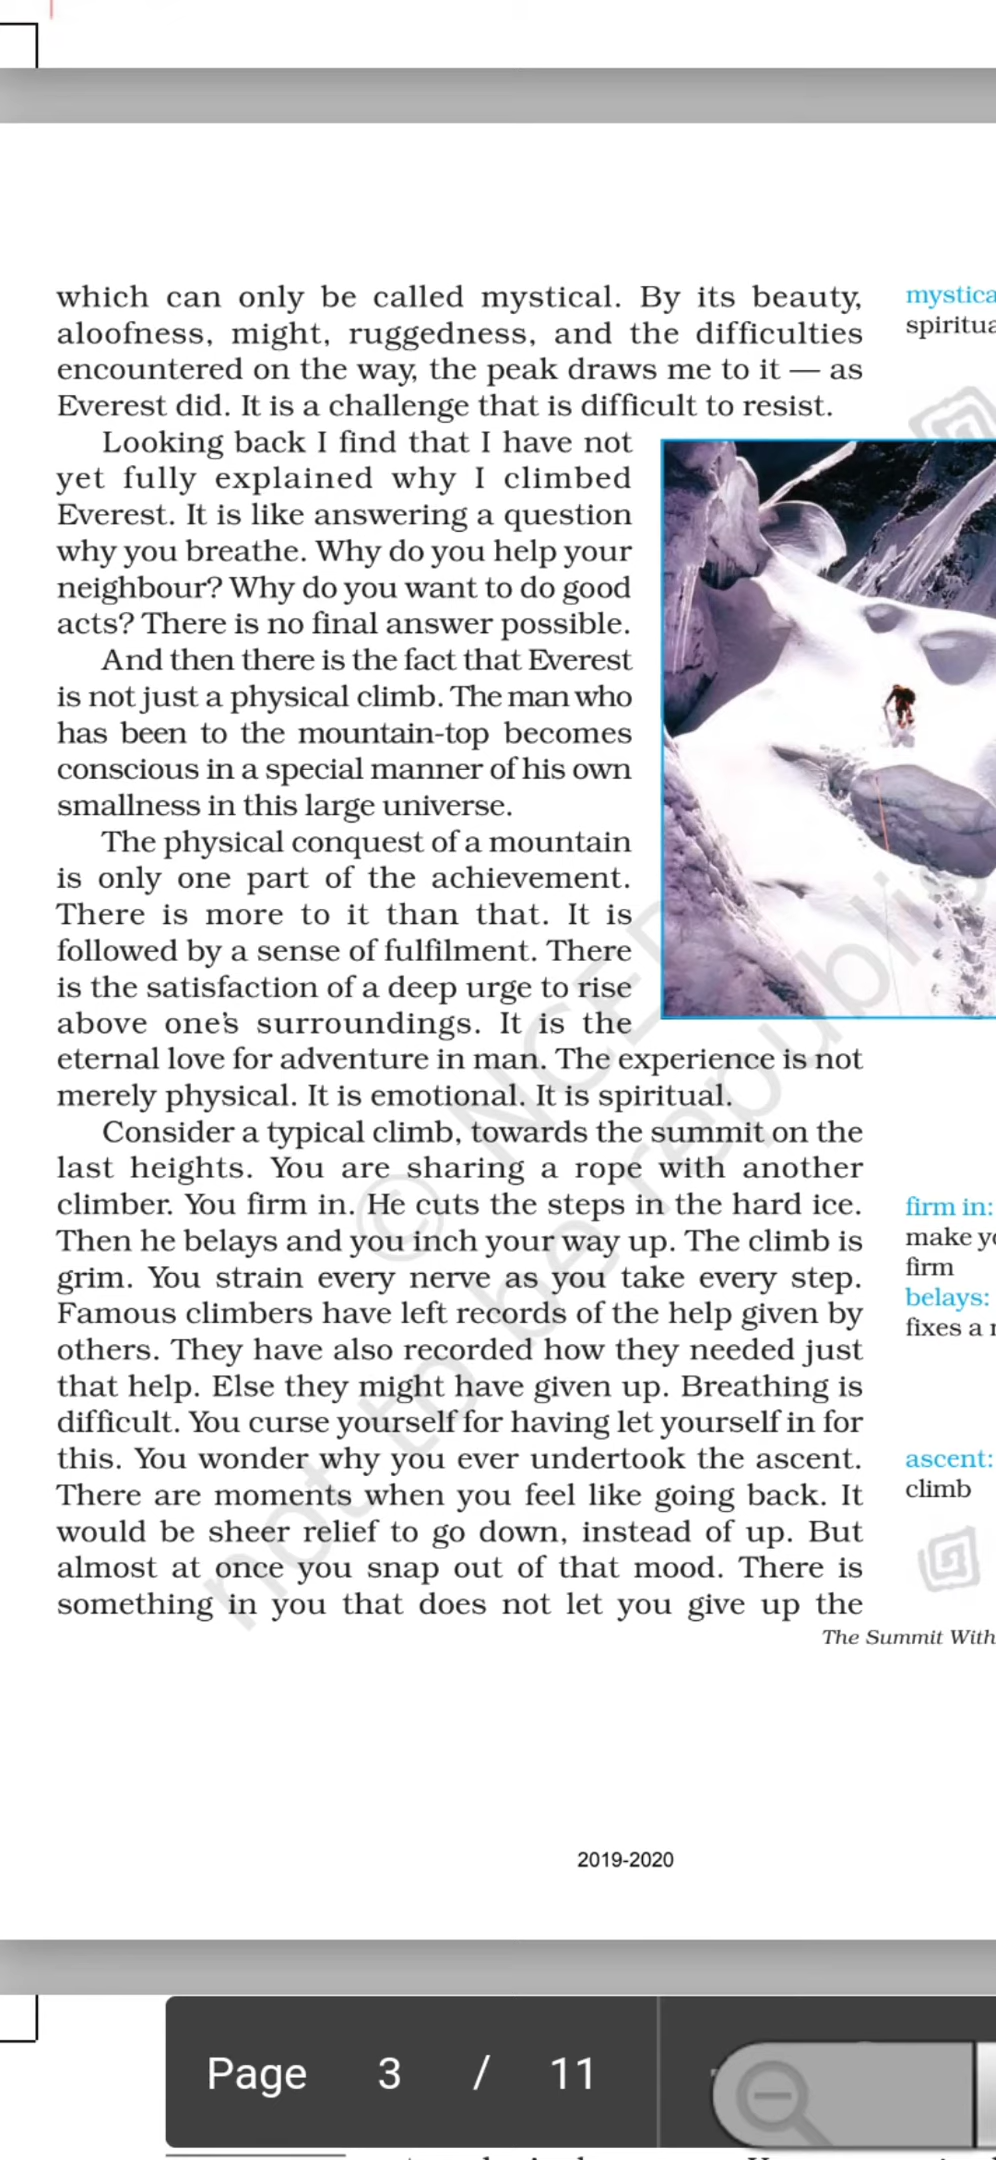 which can only be called mystical. By its beauty,
aloofness, might, ruggedness, and the difficulties
encountered on the way, the peak draws me to it — as
Everest did. It is a challenge that is difficult to resist.
Looking back I find that I have not
yet fully explained why I climbed
Everest. It is like answering a question
why you breathe. Why do you help your
neighbour? Why do you want to do good
acts? There is no final answer possible.
And then there is the fact that Everest
is not just a physical climb. The man who
has been to the mountain-top becomes
conscious in a special manner of his own
smallness in this large universe.
The physical conquest of a mountain
is only one part of the achievement.
There is more to it than that. It is
followed by a sense of fulfilment. There
is the satisfaction of a deep urge to rise
above one's surroundings. It is the
eternal love for adventure in man. The experience is not
merely physical. It is emotional. It is spiritual.
Consider a typical climb, towards the summit on the
last heights. You are sharing a rope with another
climber. You firm in. He cuts the steps in the hard ice.
Then he belays and you inch your way up. The climb is
grim. You strain every nerve as you take every step.
Famous climbers have left records of the help given by
others. They have also recorded how they needed just
that help. Else they might have given up. Breathing is
difficult. You curse yourself for having let yourself in for
this. You wonder why you ever undertook the ascent.
There are moments when you feel like going back. It
would be sheer relief to go down, instead of up. But
almost at once you snap out of that mood. There is
something in you that does not let you give up the
mystica
spiritua
firm in:
make yo
firm
belays:
fixes a
ascent:
climb
The Summit With
© NCE
not to be republis
2019-2020
Page 3 / 11